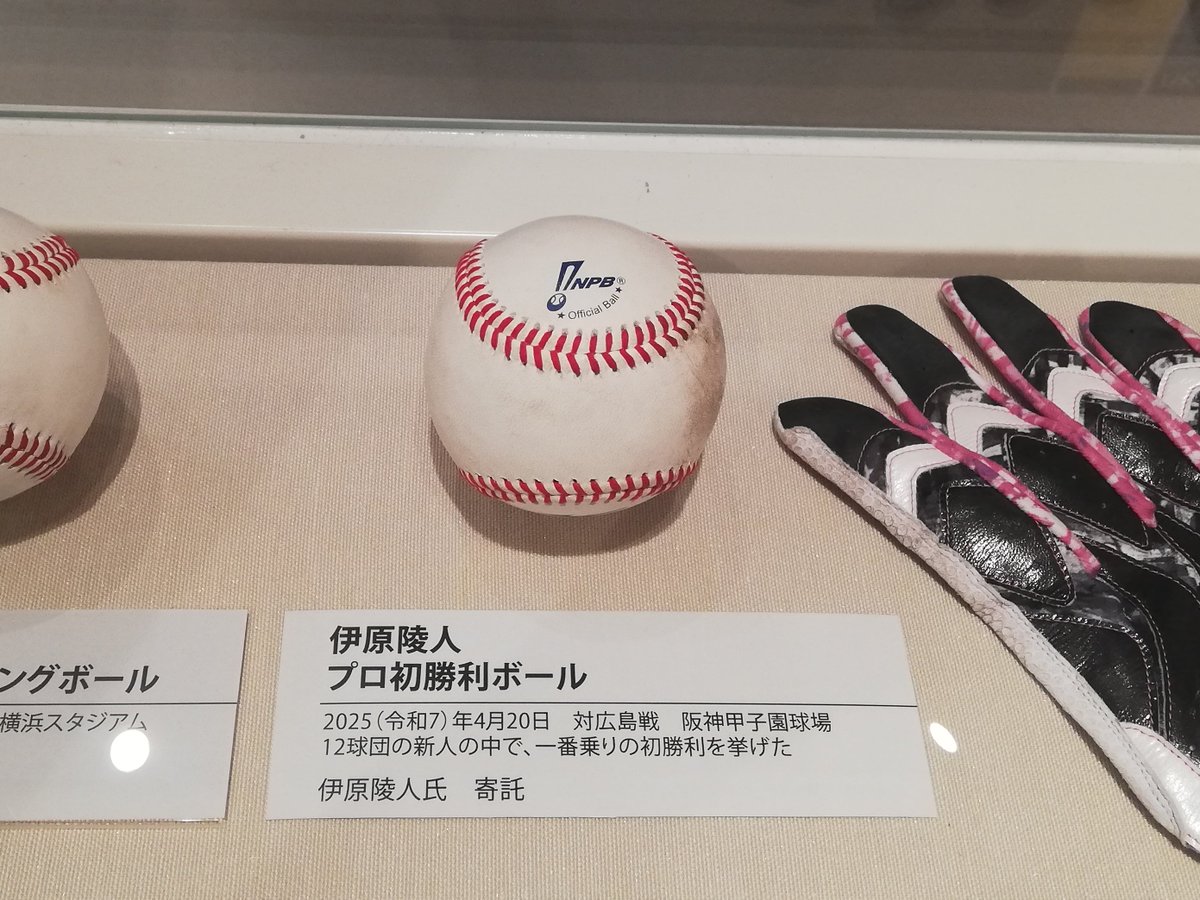 NPB®
★ Official Ball ★
ングボール
横浜スタジアム
伊原陵人
プロ初勝利ボール
2025(令和7)年4月20日　対広島戦　阪神甲子園球場
12球団の新人の中で、一番乗りの初勝利を挙げた
伊原陵人氏　寄託